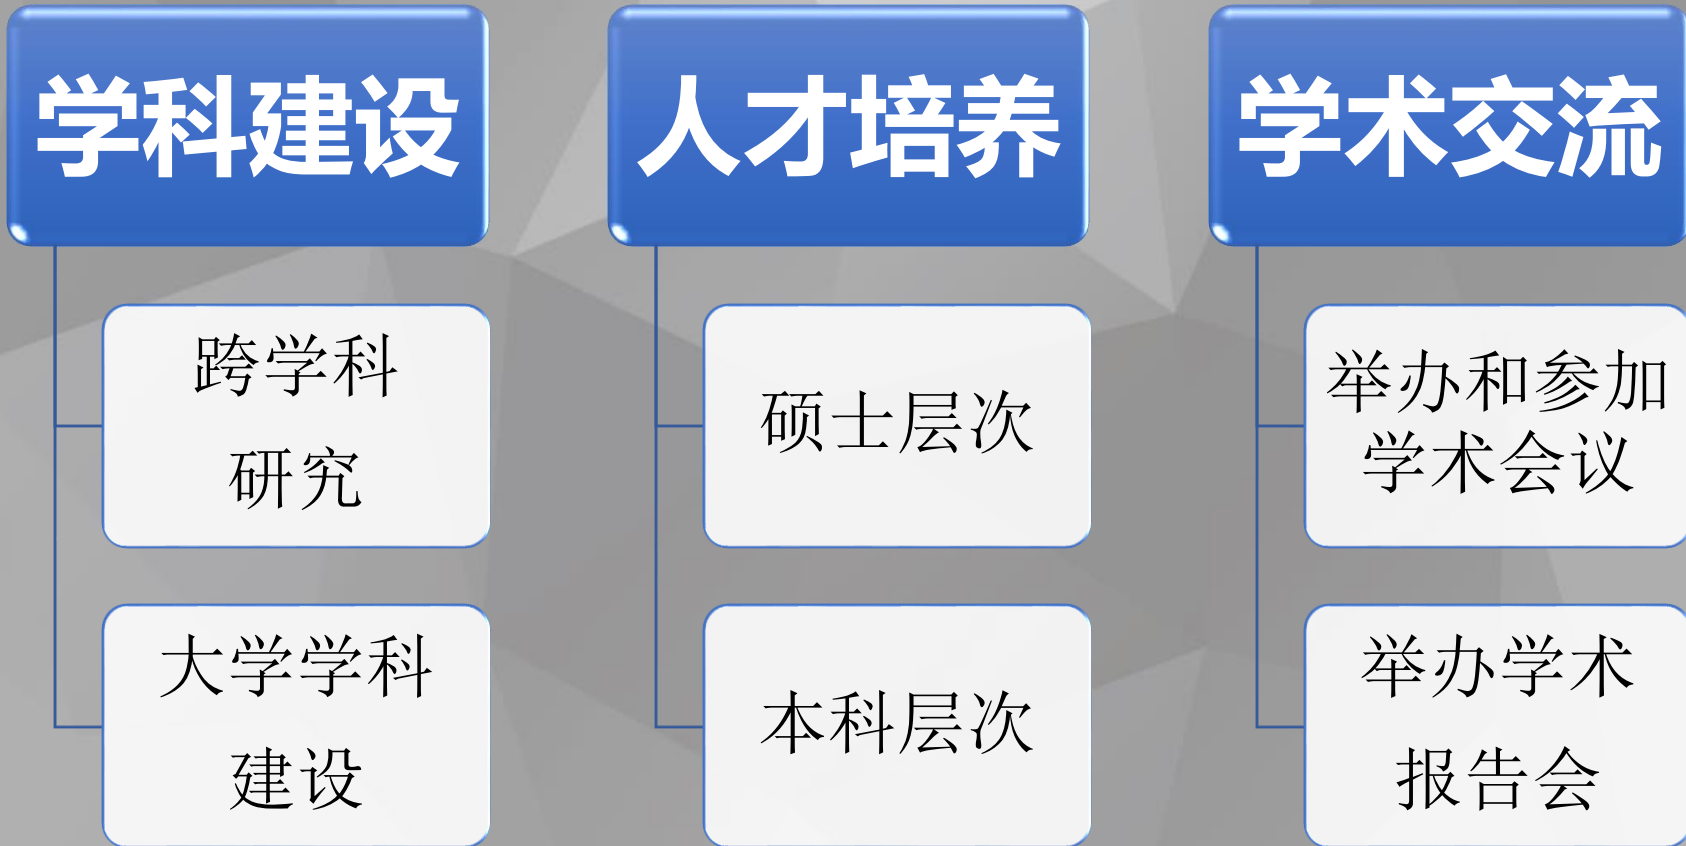 学科建设
跨学科
研究
大学学科
建设
人才培养
硕士层次
本科层次
学术交流
举办和参加
学术会议
举办学术
报告会